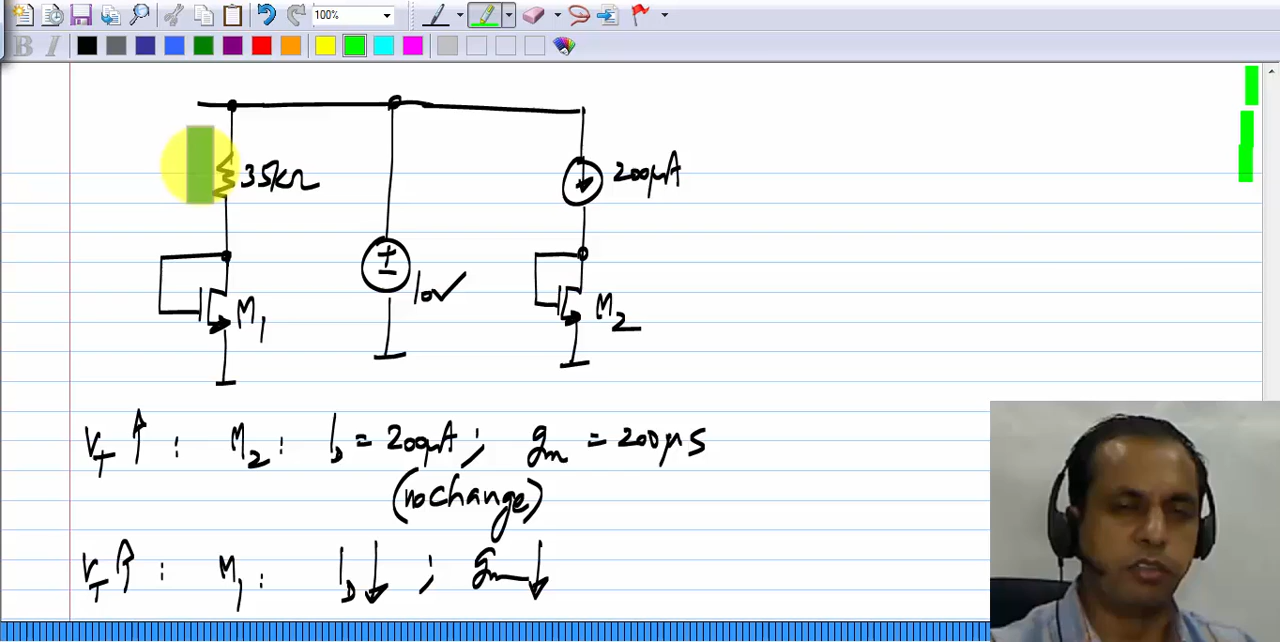 100%
B I
35kΩ
200μA
10V
M1
M2
VT ↑ : M2 : ID = 200μA ; gm = 200μS
(no change)
VT ↑ : M1 : ID ↓ ; gm ↓